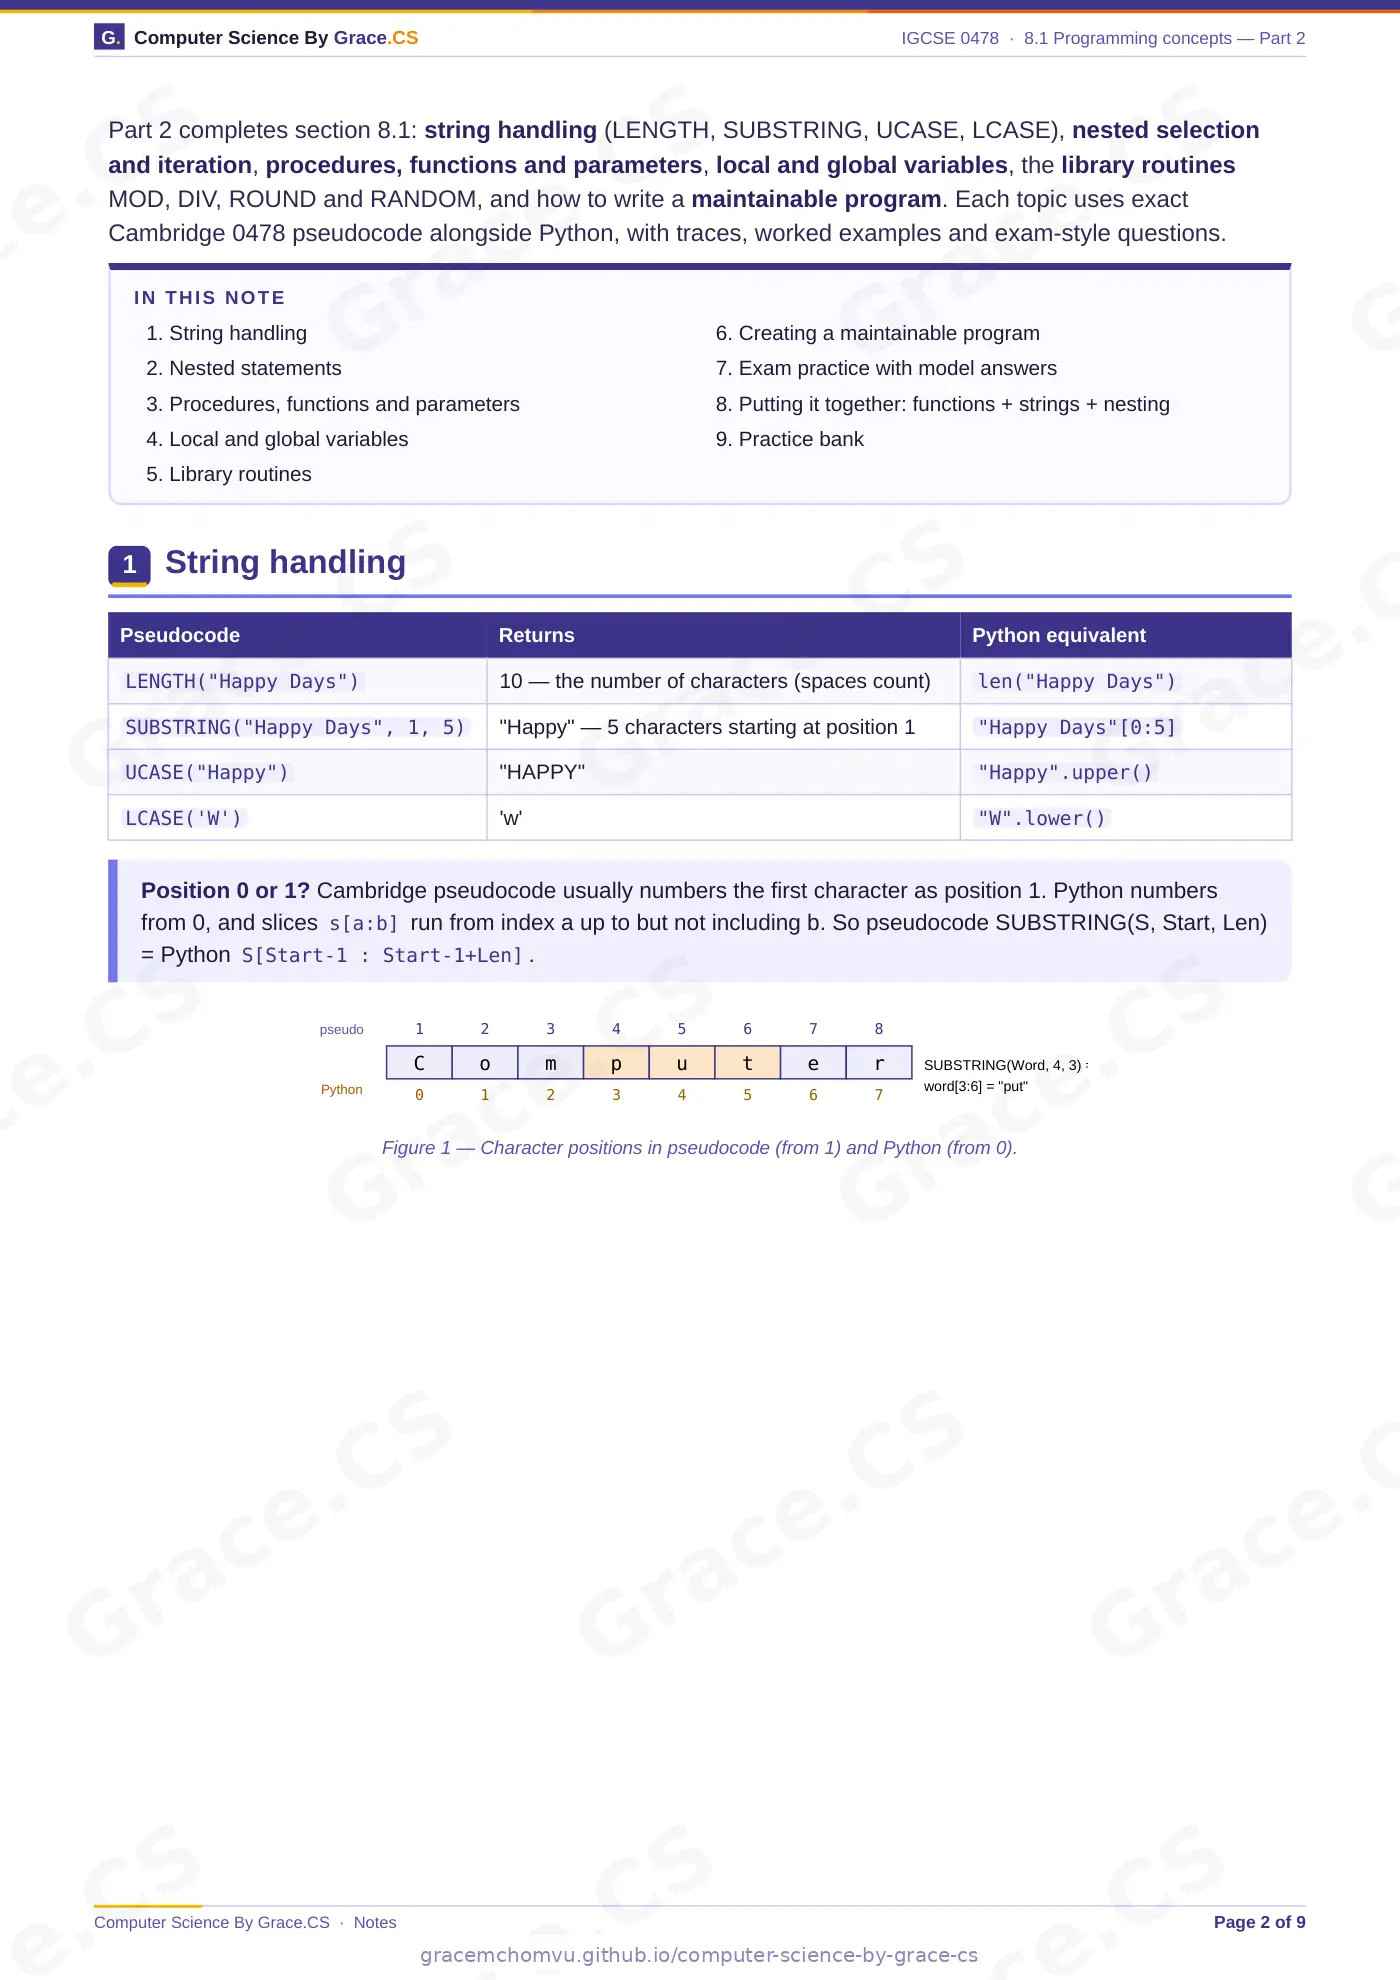 G. Computer Science By Grace.CS
IGCSE 0478 · 8.1 Programming concepts — Part 2
Part 2 completes section 8.1: string handling (LENGTH, SUBSTRING, UCASE, LCASE), nested selection
and iteration, procedures, functions and parameters, local and global variables, the library routines
MOD, DIV, ROUND and RANDOM, and how to write a maintainable program. Each topic uses exact
Cambridge 0478 pseudocode alongside Python, with traces, worked examples and exam-style questions.
IN THIS NOTE
1. String handling
2. Nested statements
3. Procedures, functions and parameters
4. Local and global variables
5. Library routines
6. Creating a maintainable program
7. Exam practice with model answers
8. Putting it together: functions + strings + nesting
9. Practice bank
1 String handling
Pseudocode Returns Python equivalent
LENGTH("Happy Days") 10 — the number of characters (spaces count) len("Happy Days")
SUBSTRING("Happy Days", 1, 5) "Happy" — 5 characters starting at position 1 "Happy Days"[0:5]
UCASE("Happy") "HAPPY" "Happy".upper()
LCASE('W') 'w' "W".lower()
Position 0 or 1? Cambridge pseudocode usually numbers the first character as position 1. Python numbers
from 0, and slices s[a:b] run from index a up to but not including b. So pseudocode SUBSTRING(S, Start, Len)
= Python S[Start-1 : Start-1+Len].
pseudo 1 2 3 4 5 6 7 8
C o m p u t e r
Python 0 1 2 3 4 5 6 7
SUBSTRING(Word, 4, 3) :
word[3:6] = "put"
Figure 1 — Character positions in pseudocode (from 1) and Python (from 0).
Computer Science By Grace.CS · Notes
Page 2 of 9
gracemchomvu.github.io/computer-science-by-grace-cs